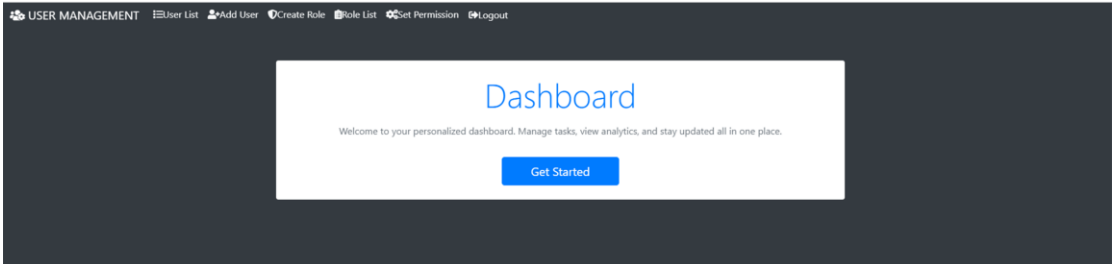 USER MANAGEMENT User List Add User Create Role Role List Set Permission Logout
Dashboard
Welcome to your personalized dashboard. Manage tasks, view analytics, and stay updated all in one place.
Get Started